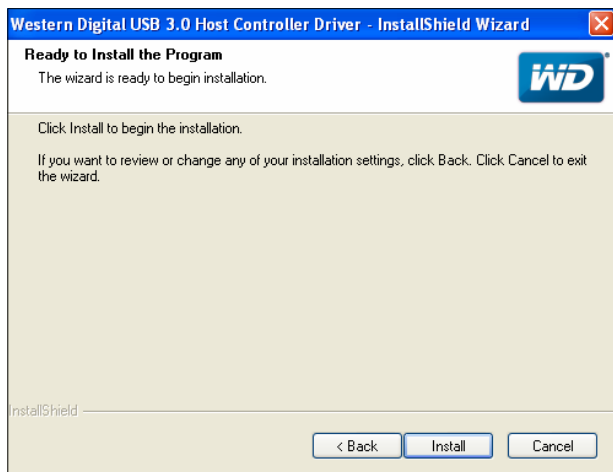 Western Digital USB 3.0 Host Controller Driver - InstallShield Wizard
Ready to Install the Program
The wizard is ready to begin installation.
WD
Click Install to begin the installation.
If you want to review or change any of your installation settings, click Back. Click Cancel to exit
the wizard.
InstallShield
< Back Install Cancel